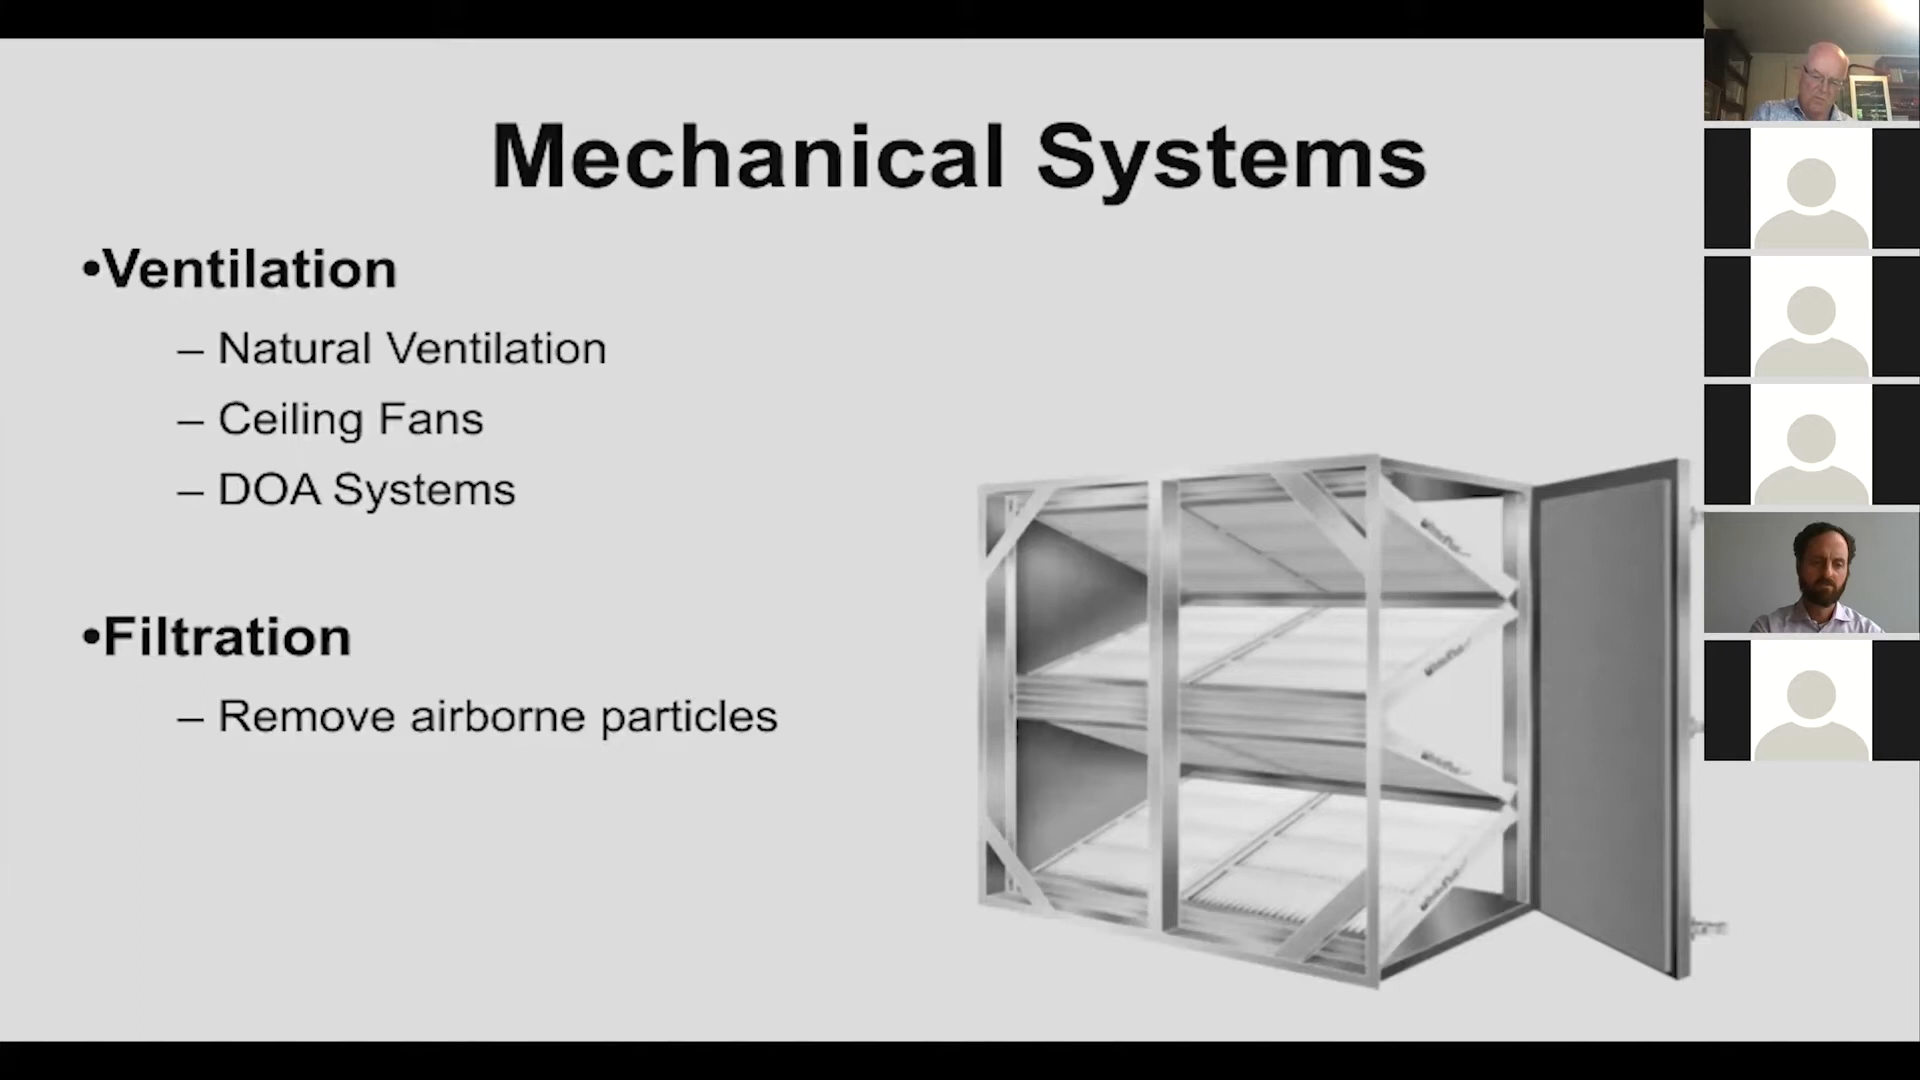 Mechanical Systems
•Ventilation
– Natural Ventilation
– Ceiling Fans
– DOA Systems
•Filtration
– Remove airborne particles